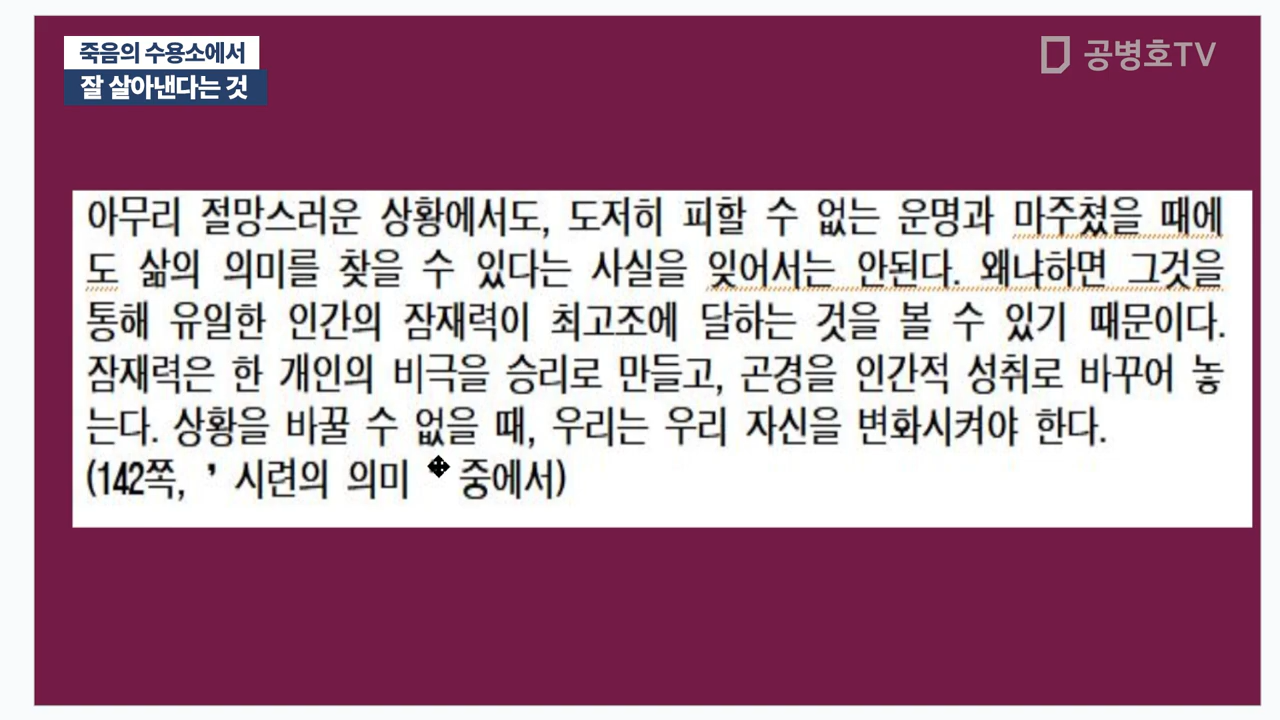 죽음의 수용소에서
잘 살아낸다는 것
공병호TV
아무리 절망스러운 상황에서도, 도저히 피할 수 없는 운명과 마주쳤을 때에
도 삶의 의미를 찾을 수 있다는 사실을 잊어서는 안된다. 왜냐하면 그것을
통해 유일한 인간의 잠재력이 최고조에 달하는 것을 볼 수 있기 때문이다.
잠재력은 한 개인의 비극을 승리로 만들고, 곤경을 인간적 성취로 바꾸어 놓
는다. 상황을 바꿀 수 없을 때, 우리는 우리 자신을 변화시켜야 한다.
(142쪽, ’ 시련의 의미 중에서)